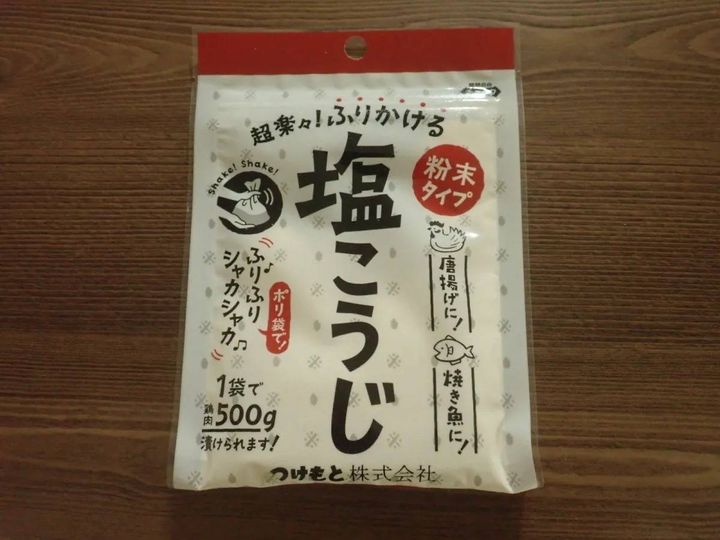 超楽々!ふりかける
塩こうじ
粉末
タイプ
Shake! Shake!
ふりふり
シャカシャカ
ポリ袋で!
唐揚げに!
焼き魚に!
1袋で
鶏肉500g
漬けられます!
つけもと株式会社